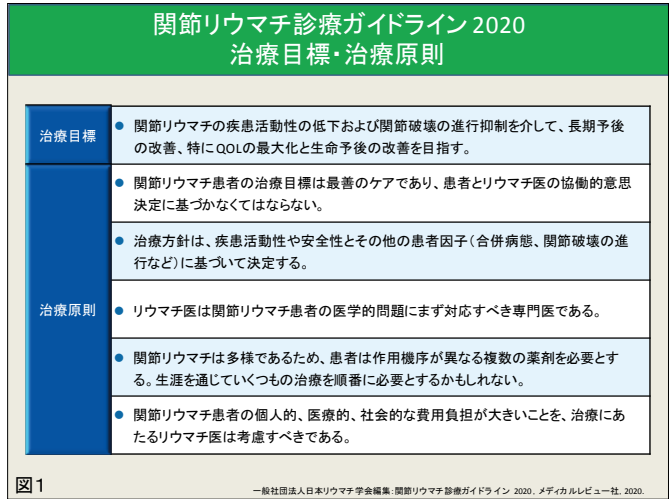 関節リウマチ診療ガイドライン 2020
治療目標・治療原則
治療目標
● 関節リウマチの疾患活動性の低下および関節破壊の進行抑制を介して、長期予後
の改善、特にQOLの最大化と生命予後の改善を目指す。
治療原則
● 関節リウマチ患者の治療目標は最善のケアであり、患者とリウマチ医の協働的意思
決定に基づかなくてはならない。
● 治療方針は、疾患活動性や安全性とその他の患者因子（合併病態、関節破壊の進
行など）に基づいて決定する。
● リウマチ医は関節リウマチ患者の医学的問題にまず対応すべき専門医である。
● 関節リウマチは多様であるため、患者は作用機序が異なる複数の薬剤を必要とす
る。生涯を通じていくつもの治療を順番に必要とするかもしれない。
● 関節リウマチ患者の個人的、医療的、社会的な費用負担が大きいことを、治療にあ
たるリウマチ医は考慮すべきである。
図1
一般社団法人日本リウマチ学会編集：関節リウマチ診療ガイドライン 2020．メディカルレビュー社．2020．